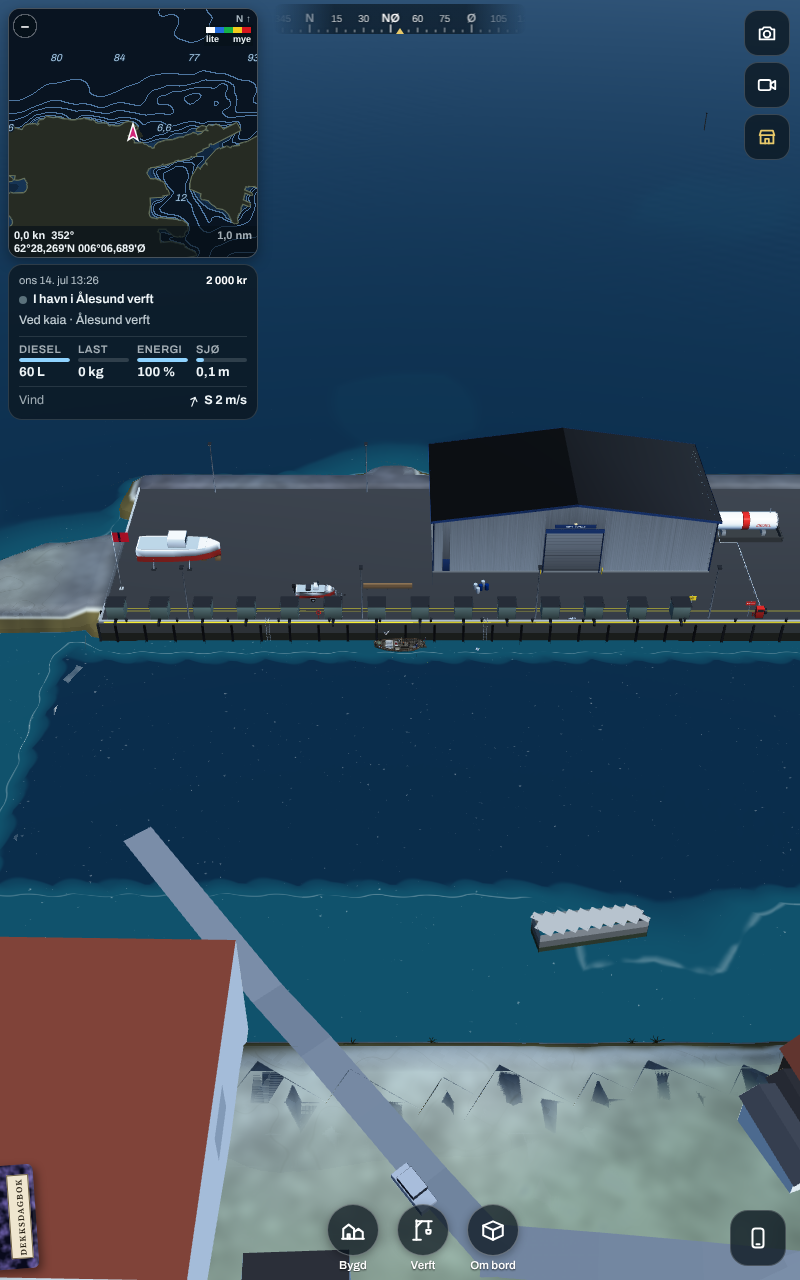 N ↑
lite mye
80 84 77 93
6 6,6
12
0,0 kn 352° 1,0 nm
62°28,269'N 006°06,689'Ø
45 N 15 30 NØ 60 75 Ø 105
ons 14. jul 13:26 2 000 kr
I havn i Ålesund verft
Ved kaia · Ålesund verft
DIESEL LAST ENERGI SJØ
60 L 0 kg 100 % 0,1 m
Vind S 2 m/s
DEKKSDAGBOK
Bygd Verft Om bord